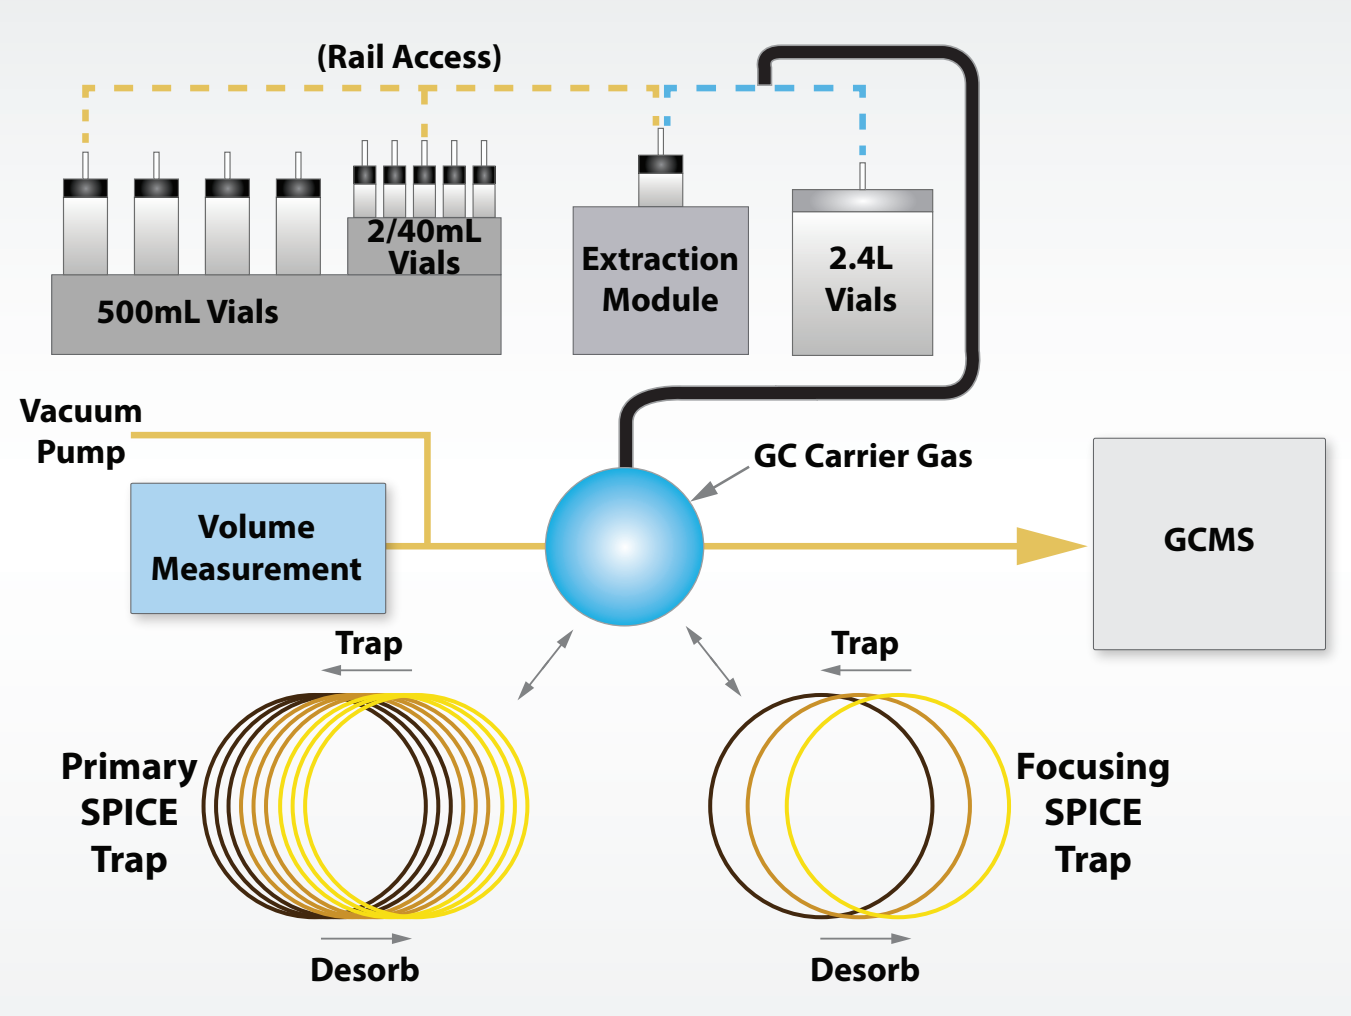 (Rail Access)
2/40mL
Vials
500mL Vials
Extraction
Module
2.4L
Vials
Vacuum
Pump
GC Carrier Gas
Volume
Measurement
GCMS
Trap
Trap
Primary
SPICE
Trap
Focusing
SPICE
Trap
Desorb
Desorb